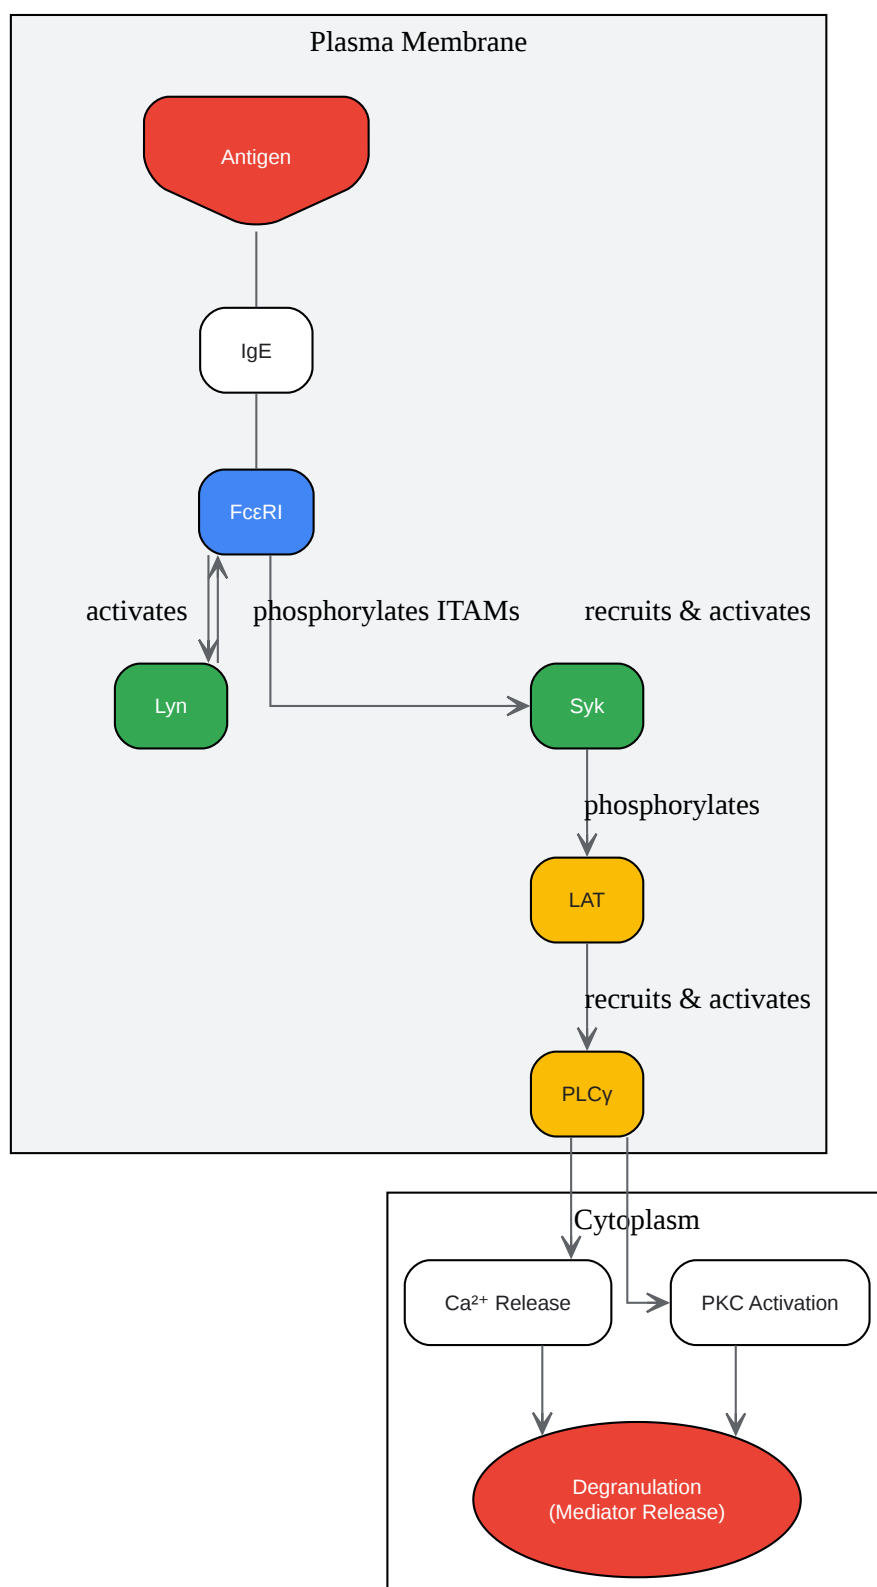 Plasma Membrane
Antigen
IgE
FcεRI
activates
phosphorylates ITAMs
recruits & activates
Lyn
Syk
phosphorylates
LAT
recruits & activates
PLCγ
Cytoplasm
Ca²⁺ Release
PKC Activation
Degranulation
(Mediator Release)